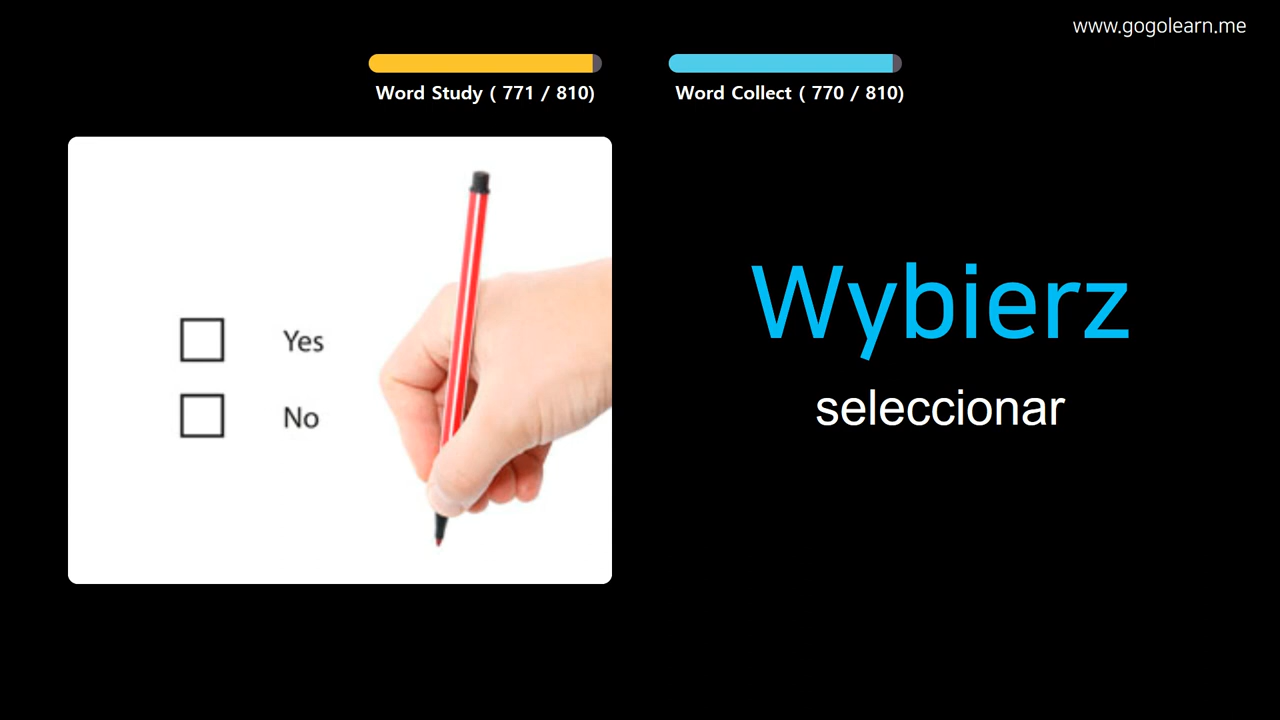 www.gogolearn.me
Word Study ( 771 / 810)
Word Collect ( 770 / 810)
Yes
No
Wybierz
seleccionar